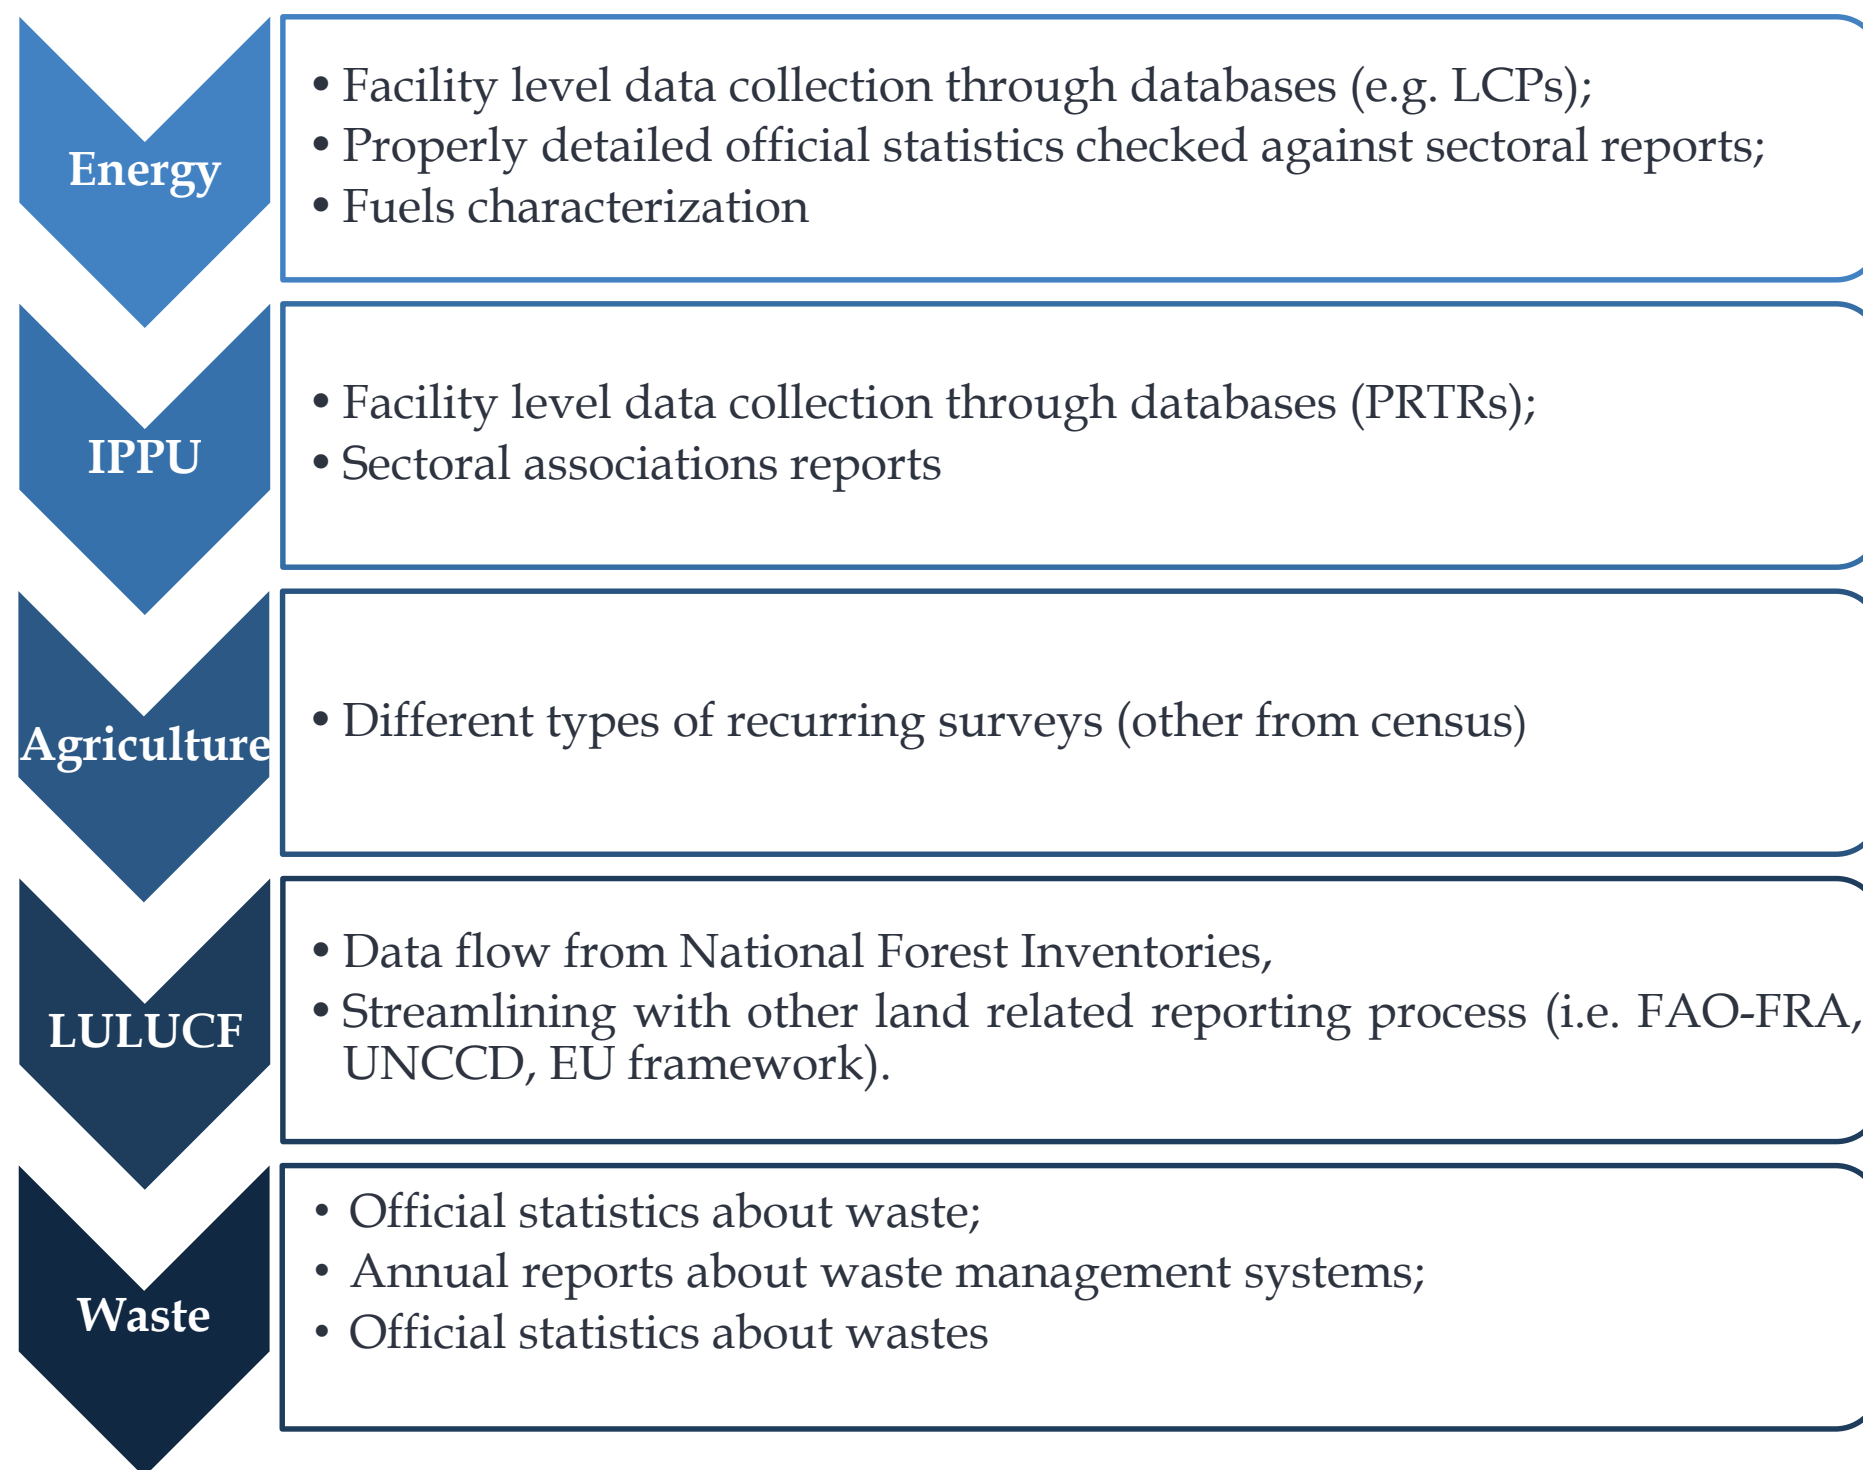 Energy
• Facility level data collection through databases (e.g. LCPs);
• Properly detailed official statistics checked against sectoral reports;
• Fuels characterization
IPPU
• Facility level data collection through databases (PRTRs);
• Sectoral associations reports
Agriculture
• Different types of recurring surveys (other from census)
LULUCF
• Data flow from National Forest Inventories,
• Streamlining with other land related reporting process (i.e. FAO-FRA,
UNCCD, EU framework).
Waste
• Official statistics about waste;
• Annual reports about waste management systems;
• Official statistics about wastes